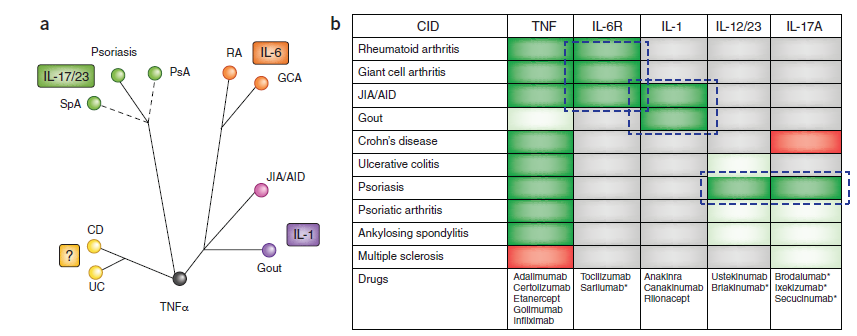 a
Psoriasis
IL-17/23
PsA
SpA
RA
IL-6
GCA
JIA/AID
IL-1
Gout
CD
?
UC
TNFα
b
CID TNF IL-6R IL-1 IL-12/23 IL-17A
Rheumatoid arthritis
Giant cell arthritis
JIA/AID
Gout
Crohn's disease
Ulcerative colitis
Psoriasis
Psoriatic arthritis
Ankylosing spondylitis
Multiple sclerosis
Drugs
Adalimumab
Certolizumab
Etanercept
Golimumab
Infliximab
Tocilizumab
Sarilumab*
Anakinra
Canakinumab
Rilonacept
Ustekinumab
Briakinumab*
Brodalumab*
Ixekizumab*
Secucinumab*